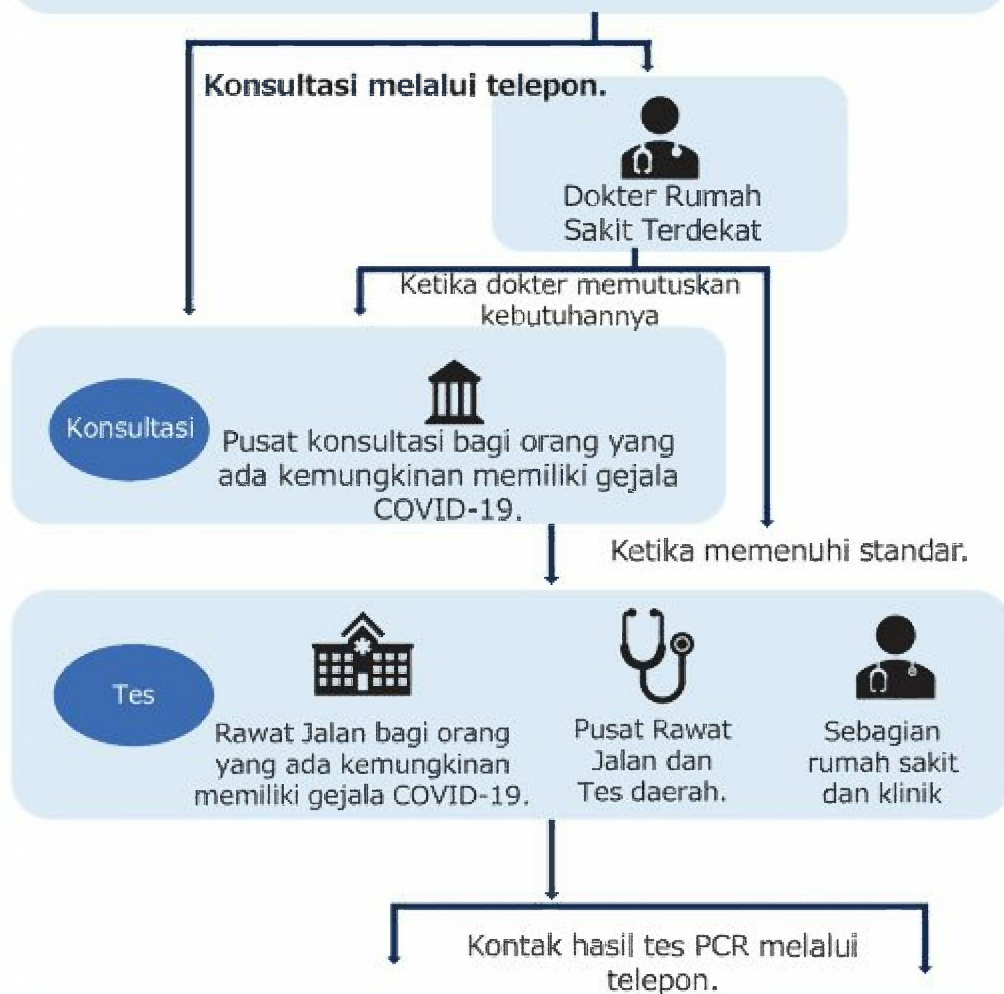 Konsultasi melalui telepon.
Dokter Rumah
Sakit Terdekat
Ketika dokter memutuskan
kebutuhannya
Konsultasi
Pusat konsultasi bagi orang yang
ada kemungkinan memiliki gejala
COVID-19.
Ketika memenuhi standar.
Tes
Rawat Jalan bagi orang
yang ada kemungkinan
memiliki gejala COVID-19.
Pusat Rawat
Jalan dan
Tes daerah.
Sebagian
rumah sakit
dan klinik
Kontak hasil tes PCR melalui
telepon.